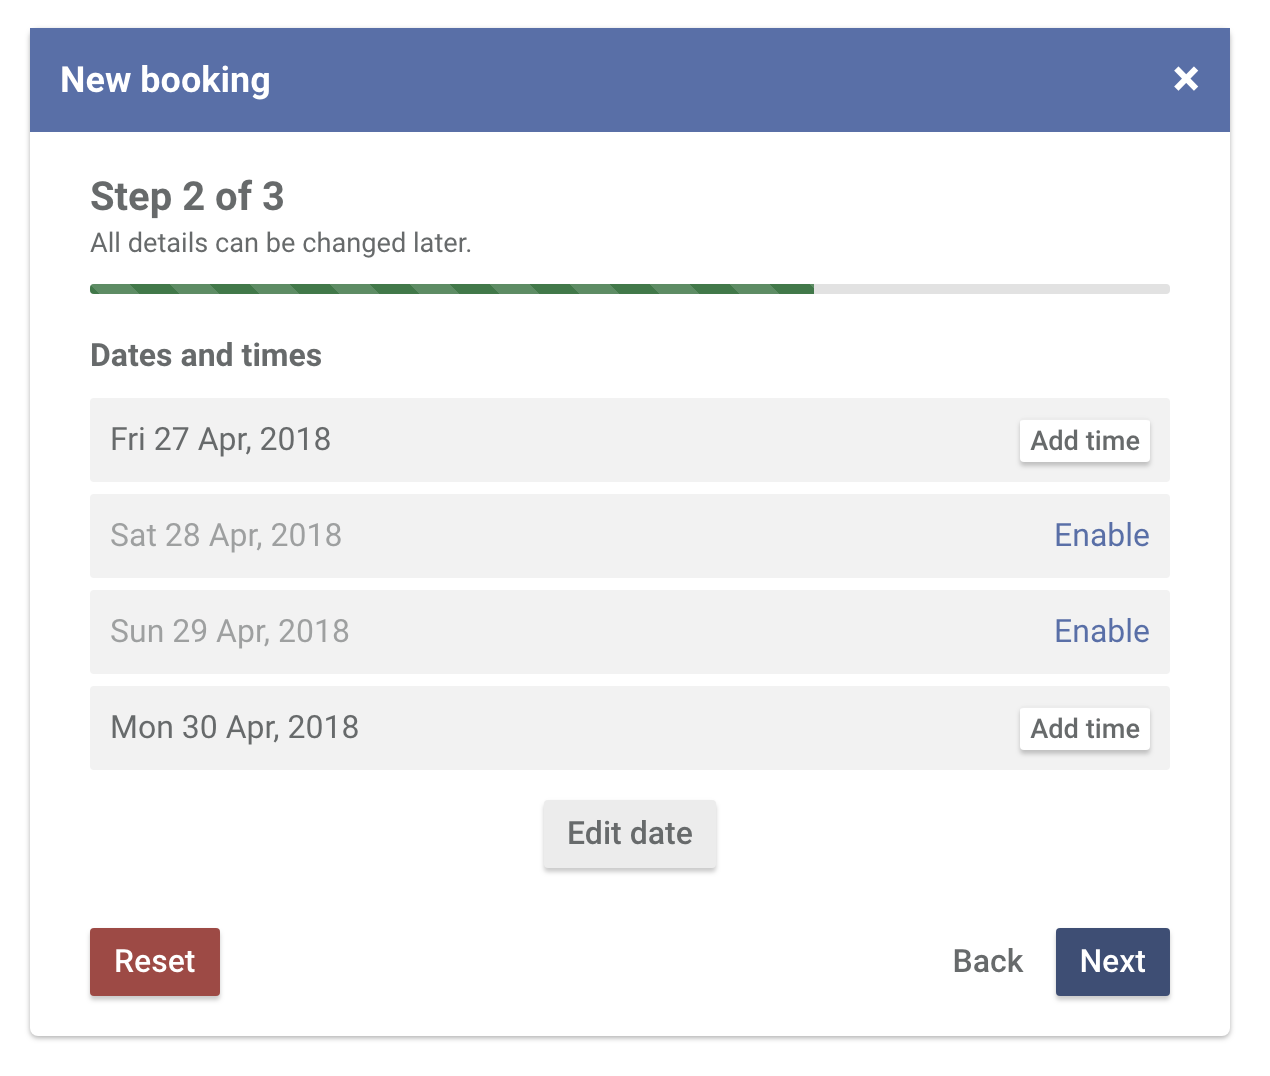 New booking
Step 2 of 3
All details can be changed later.
Dates and times
Fri 27 Apr, 2018 Add time
Sat 28 Apr, 2018 Enable
Sun 29 Apr, 2018 Enable
Mon 30 Apr, 2018 Add time
Edit date
Reset Back Next